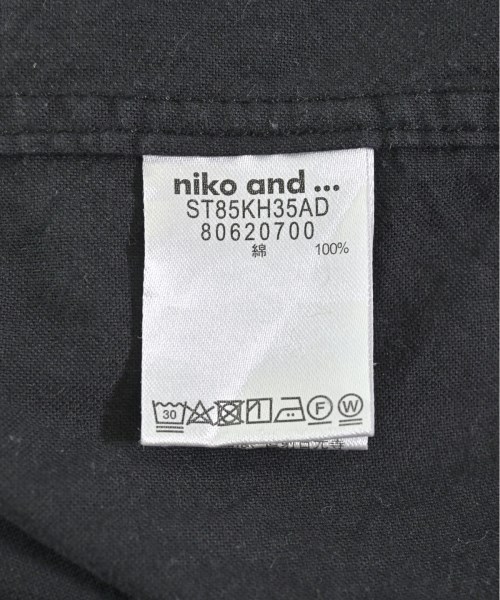 niko and ...
ST85KH35AD
80620700
綿 100%
30 F W